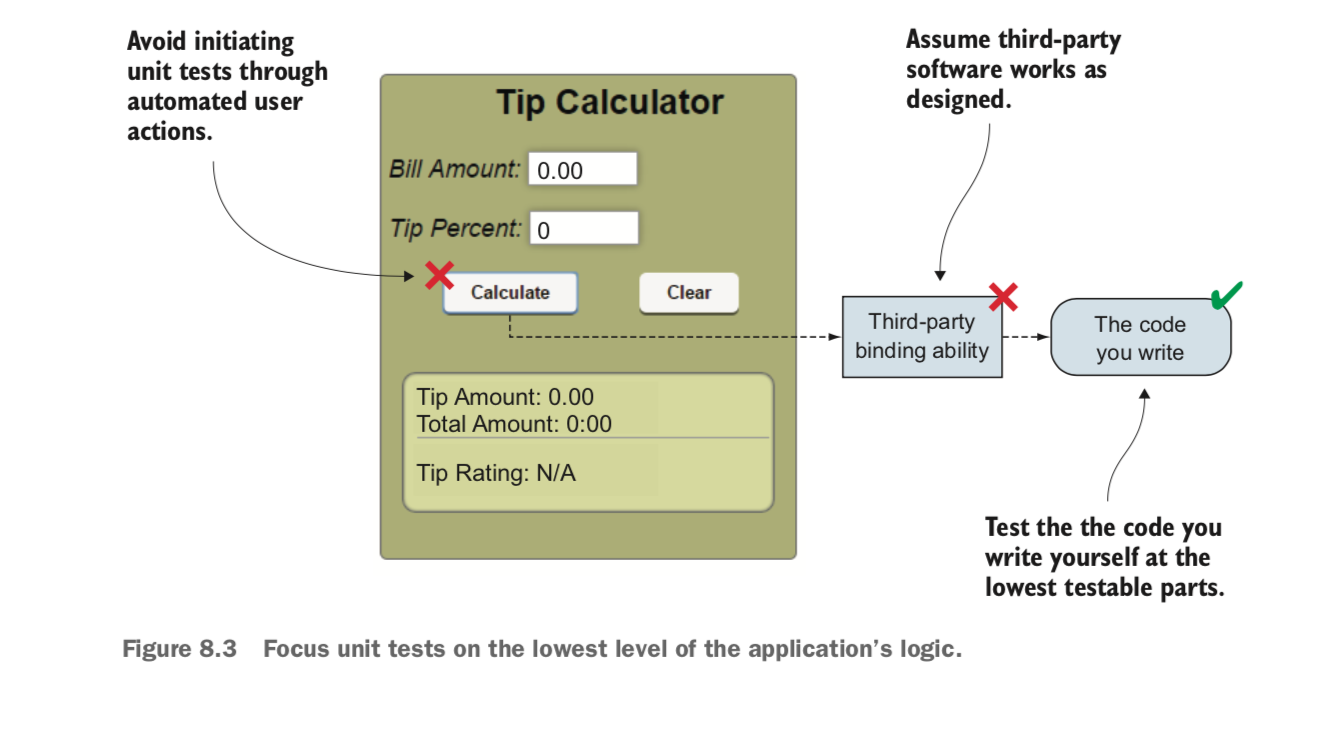 Avoid initiating
unit tests through
automated user
actions.
Assume third-party
software works as
designed.
Tip Calculator
Bill Amount: 0.00
Tip Percent: 0
Calculate Clear
Third-party
binding ability
The code
you write
Tip Amount: 0.00
Total Amount: 0:00
Tip Rating: N/A
Test the the code you
write yourself at the
lowest testable parts.
Figure 8.3 Focus unit tests on the lowest level of the application's logic.